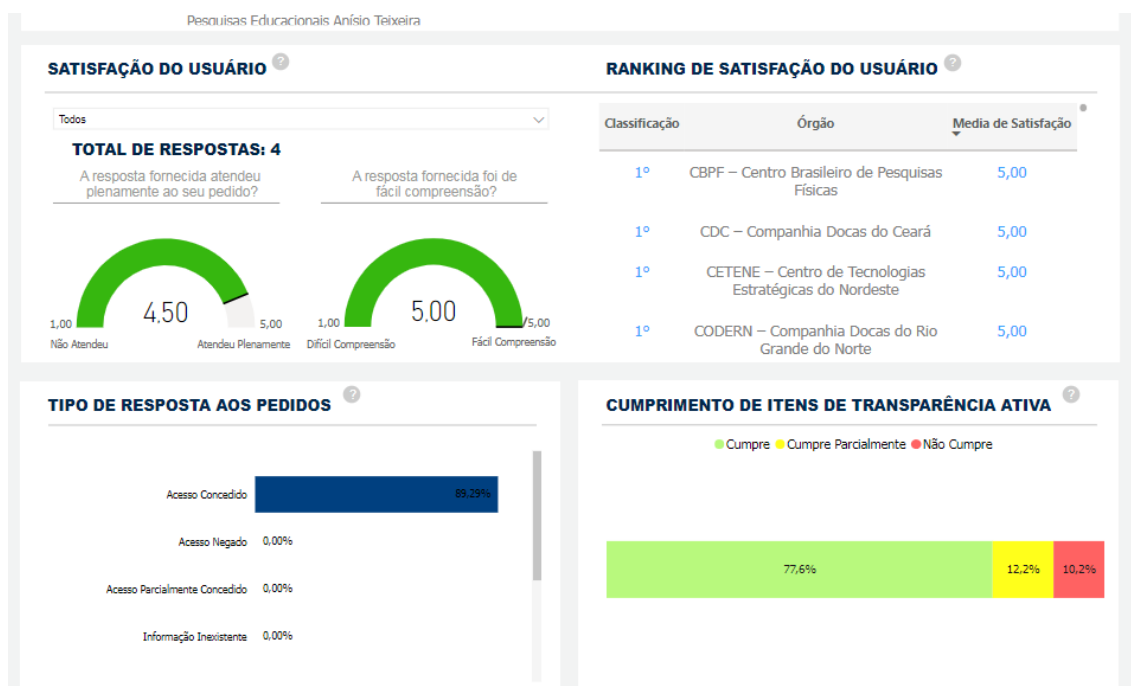 Pesquisas Educacionais Anísio Teixeira
SATISFAÇÃO DO USUÁRIO ?
Todos
TOTAL DE RESPOSTAS: 4
A resposta fornecida atendeu
plenamente ao seu pedido?
4,50
1,00
5,00
Não Atendeu
Atendeu Plenamente
A resposta fornecida foi de
fácil compreensão?
5,00
1,00
5,00
Difícil Compreensão
Fácil Compreensão
RANKING DE SATISFAÇÃO DO USUÁRIO ?
Classificação Órgão Media de Satisfação
1º CBPF – Centro Brasileiro de Pesquisas 5,00
Físicas
1º CDC – Companhia Docas do Ceará 5,00
1º CETENE – Centro de Tecnologias 5,00
Estratégicas do Nordeste
1º CODERN – Companhia Docas do Rio 5,00
Grande do Norte
TIPO DE RESPOSTA AOS PEDIDOS ?
Acesso Concedido 89,29%
Acesso Negado 0,00%
Acesso Parcialmente Concedido 0,00%
Informação Inexistente 0,00%
CUMPRIMENTO DE ITENS DE TRANSPARÊNCIA ATIVA ?
Cumpre Cumpre Parcialmente Não Cumpre
77,6% 12,2% 10,2%